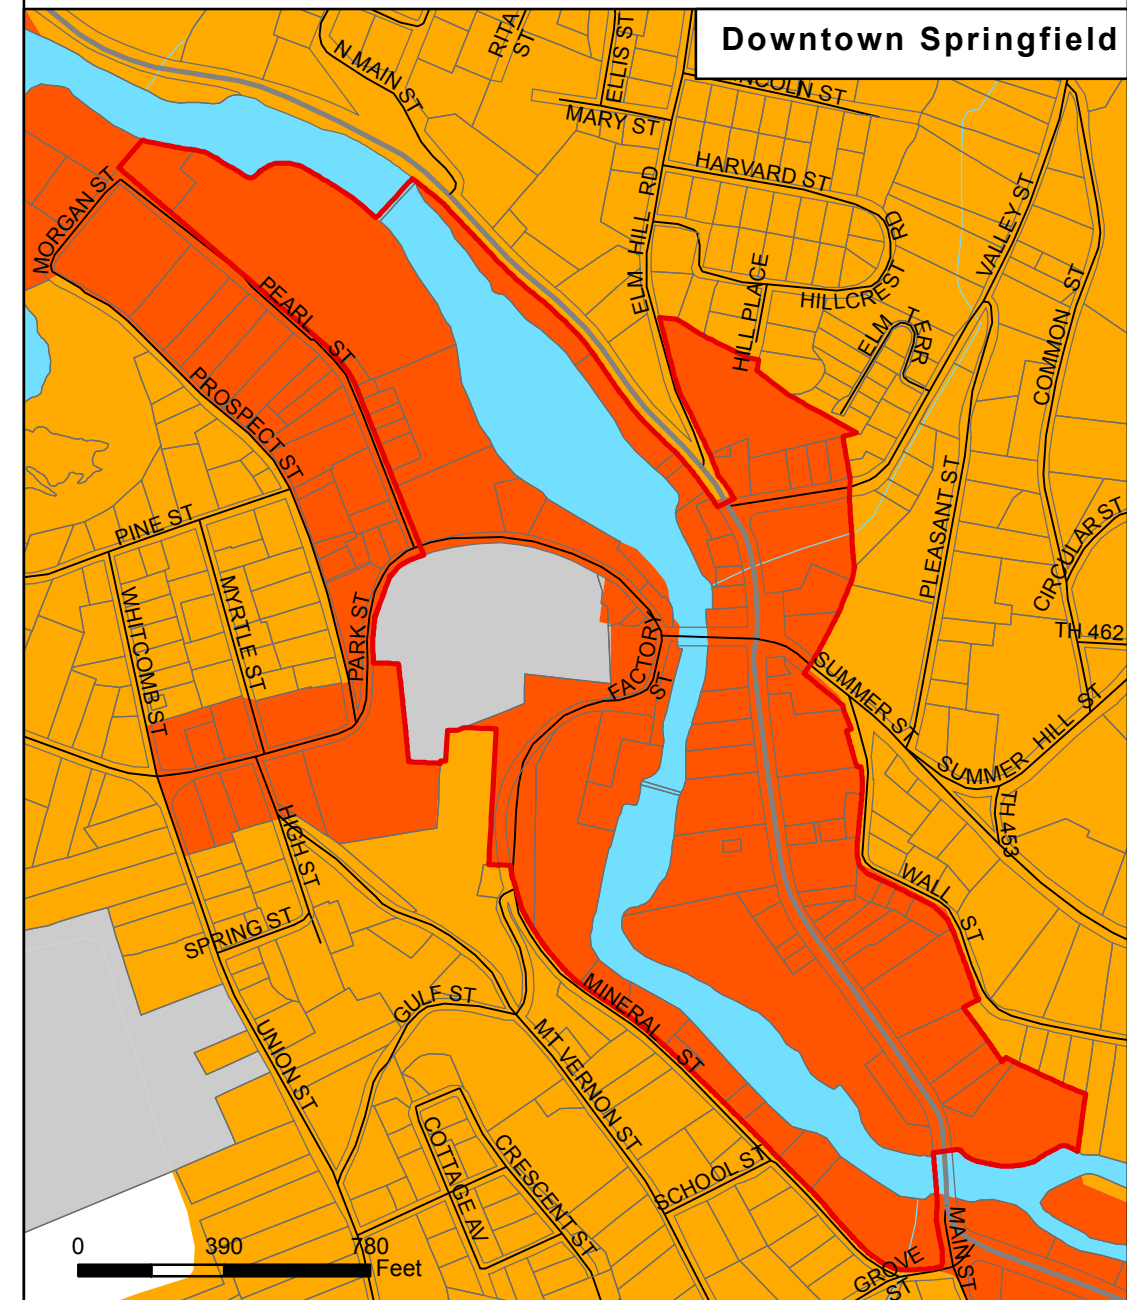 Downtown Springfield
RITA
ST
ELLIS ST
N MAIN ST
NCOLN ST
MARY ST
HARVARD ST
MORGAN ST
ELM HILL RD
HILLCREST
RD
VALLEY ST
HILL PLACE
COMMON ST
ELM
TERR
PEARL ST
PROSPECT ST
PINE ST
PLEASANT ST
CIRCULAR ST
WHITCOMB ST
MYRTLE ST
PARK ST
FACTORY
ST
TH 462
SUMMER ST
SUMMER HILL ST
TH 453
HIGH ST
WALL ST
SPRING ST
GULF ST
MINERAL ST
UNION ST
MT VERNON ST
COTTAGE AV
CRESCENT ST
SCHOOL ST
MAIN ST
GROVE
ST
0 390 780
Feet